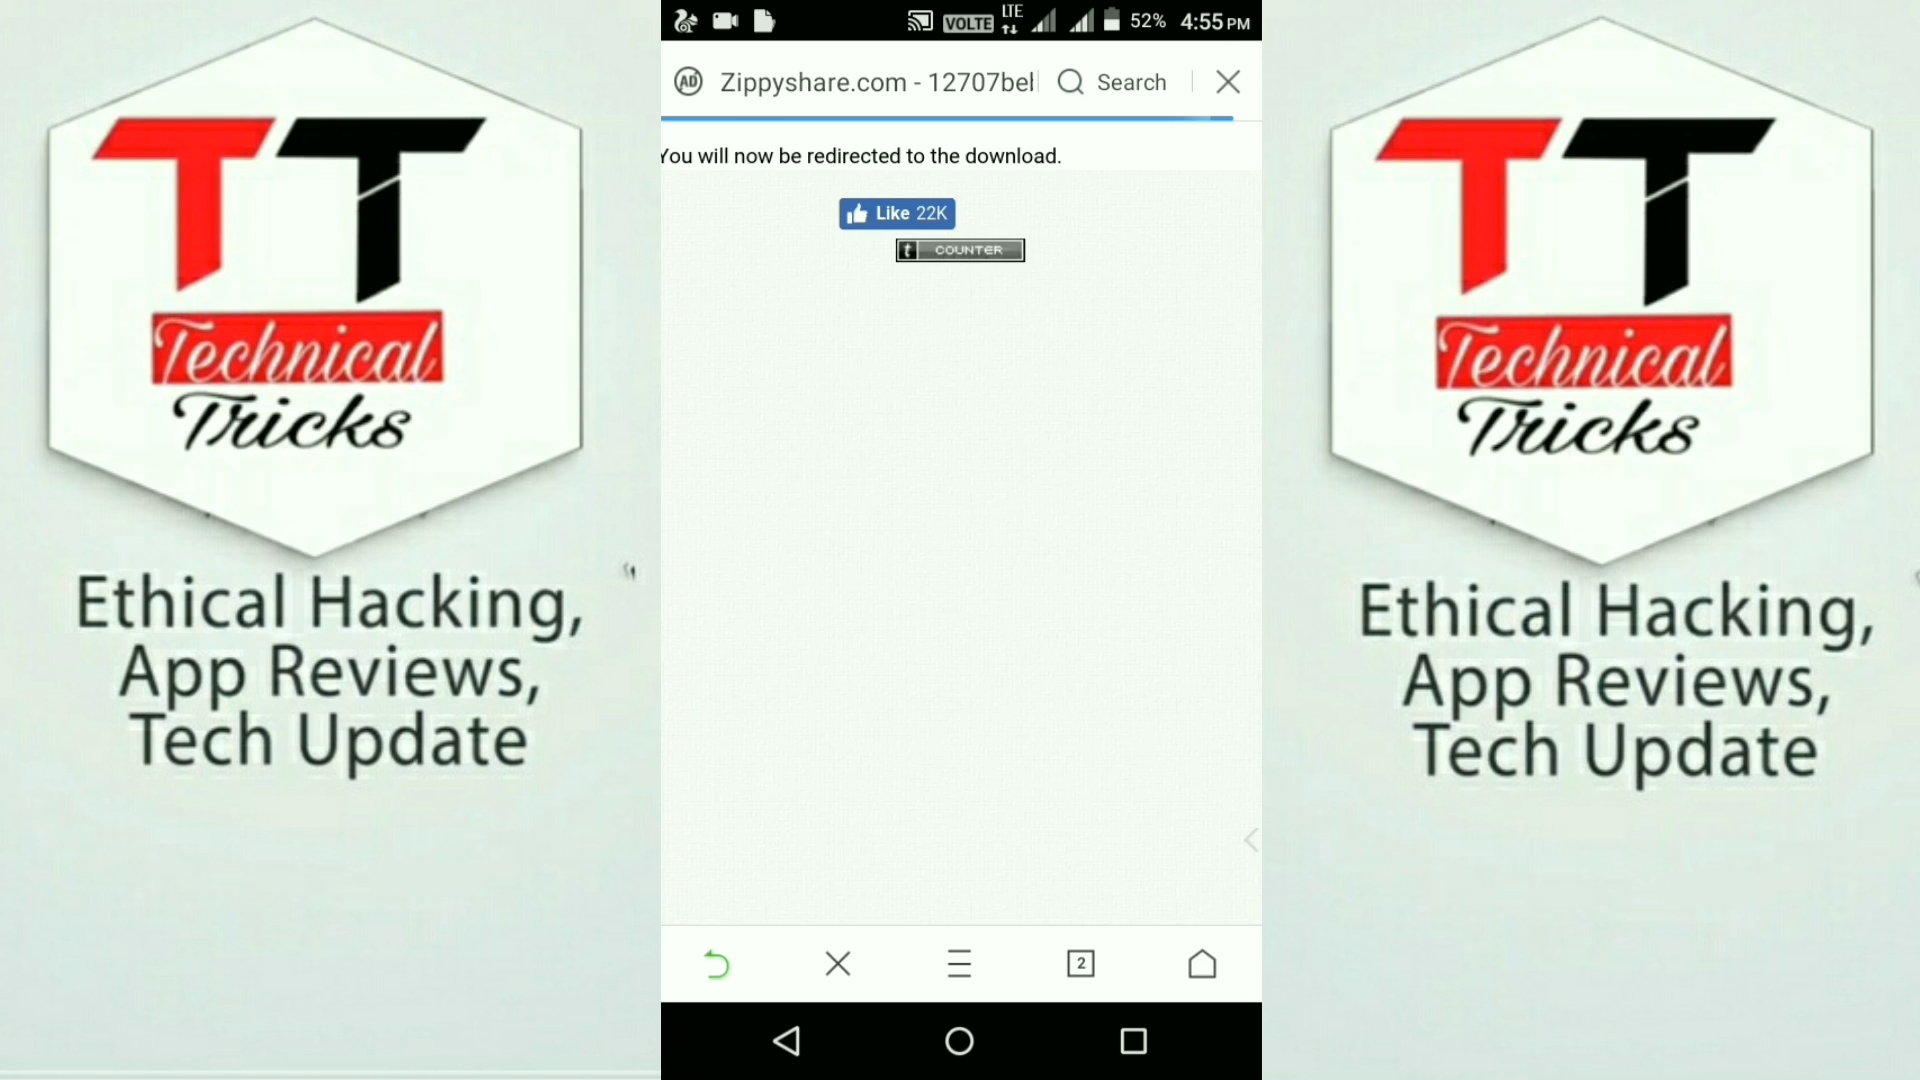 TT
Technical
Tricks
Ethical Hacking,
App Reviews,
Tech Update
VOLTE LTE 52% 4:55 PM
AD Zippyshare.com - 12707bel Search
You will now be redirected to the download.
Like 22K
t COUNTER
2
TT
Technical
Tricks
Ethical Hacking,
App Reviews,
Tech Update